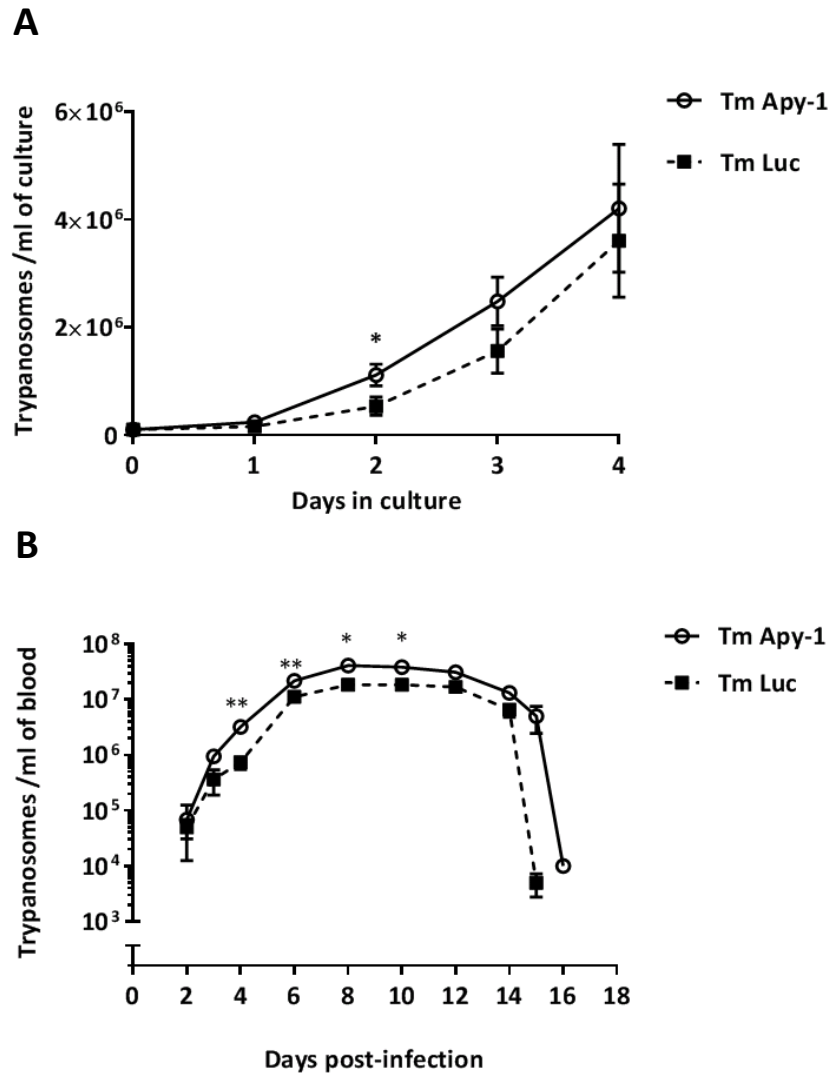 A
Trypanosomes /ml of culture
6×10⁶
4×10⁶
2×10⁶
0
*
0 1 2 3 4
Days in culture
Tm Apy-1
Tm Luc
B
Trypanosomes /ml of blood
10⁸
10⁷
10⁶
10⁵
10⁴
10³
** ** * *
0 2 4 6 8 10 12 14 16 18
Days post-infection
Tm Apy-1
Tm Luc